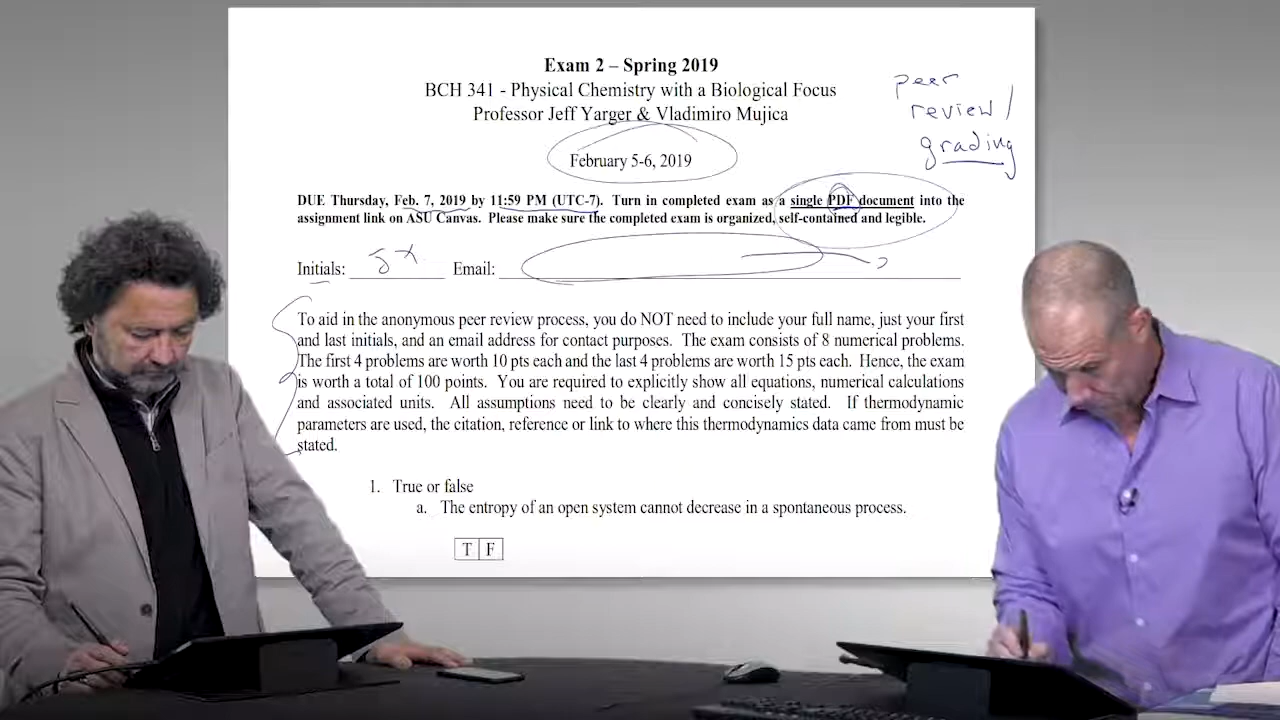 Exam 2 – Spring 2019
BCH 341 - Physical Chemistry with a Biological Focus
Professor Jeff Yarger & Vladimiro Mujica
February 5-6, 2019
peer
review/
grading
DUE Thursday, Feb. 7, 2019 by 11:59 PM (UTC-7). Turn in completed exam as a single PDF document into the
assignment link on ASU Canvas. Please make sure the completed exam is organized, self-contained and legible.
Initials: Email:
To aid in the anonymous peer review process, you do NOT need to include your full name, just your first
and last initials, and an email address for contact purposes. The exam consists of 8 numerical problems.
The first 4 problems are worth 10 pts each and the last 4 problems are worth 15 pts each. Hence, the exam
is worth a total of 100 points. You are required to explicitly show all equations, numerical calculations
and associated units. All assumptions need to be clearly and concisely stated. If thermodynamic
parameters are used, the citation, reference or link to where this thermodynamics data came from must be
stated.
1. True or false
a. The entropy of an open system cannot decrease in a spontaneous process.
T F